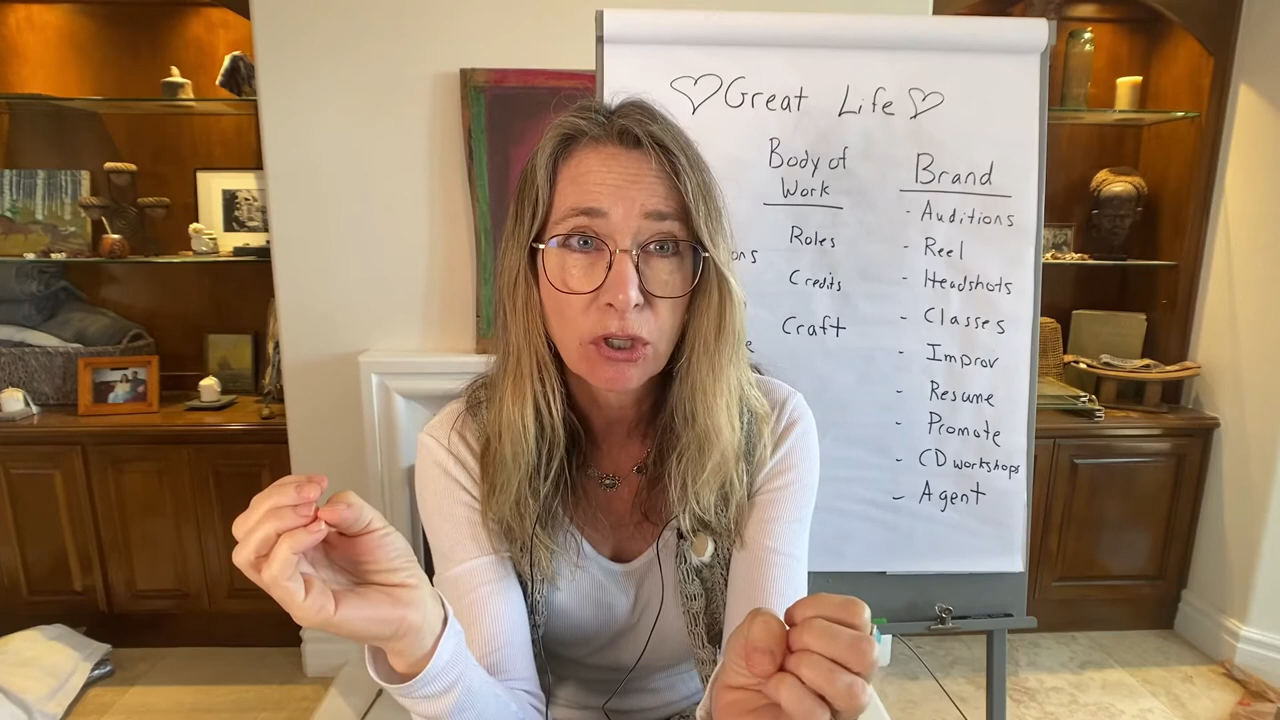 Great Life
Body of
Work
Roles
Credits
Craft
Brand
- Auditions
- Reel
- Headshots
- Classes
- Improv
- Resume
- Promote
- CD workshops
- Agent